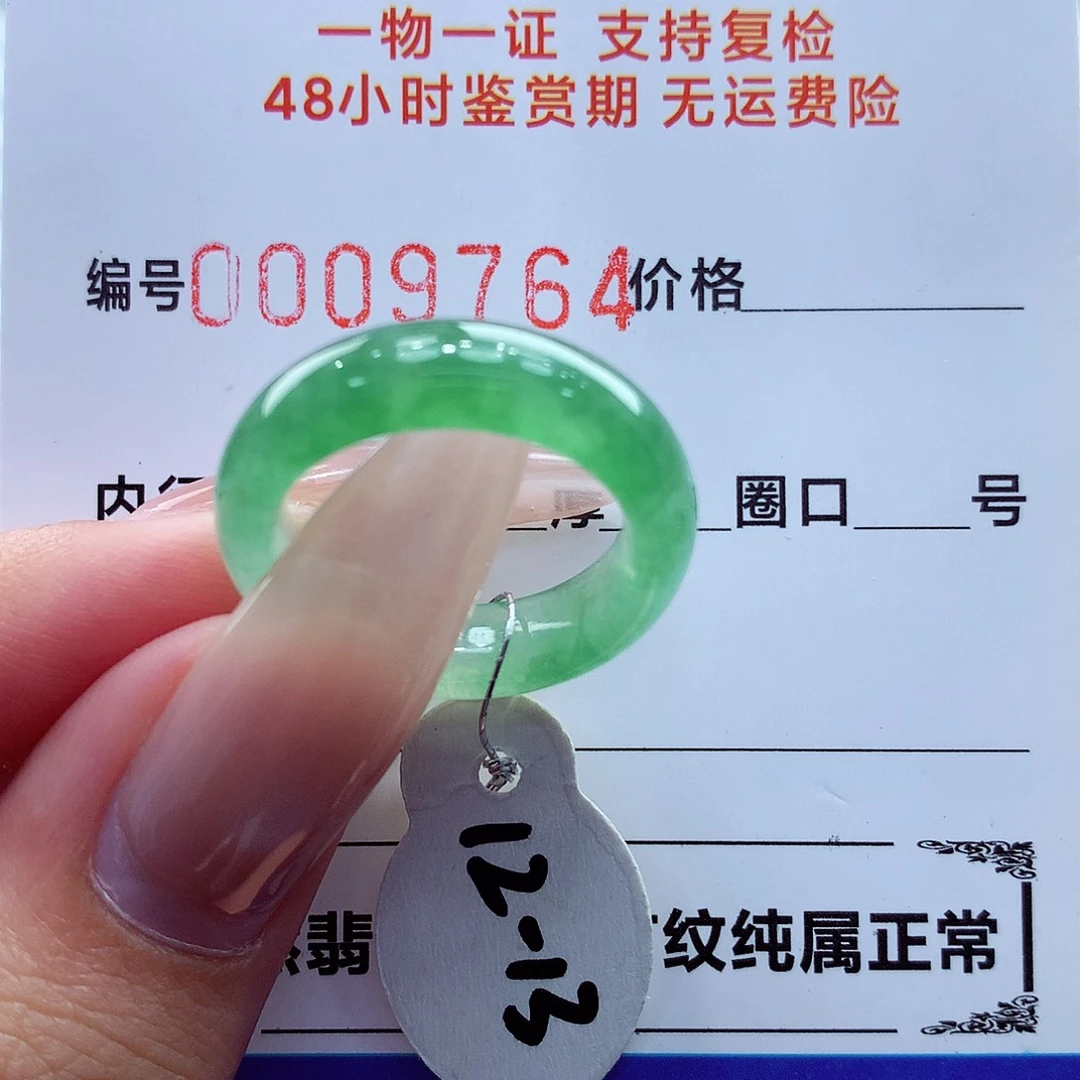 一物一证 支持复检
48小时鉴赏期 无运费险
编号0009764价格
内径 厚 圈口 号
12-13
翡 纹纯属正常